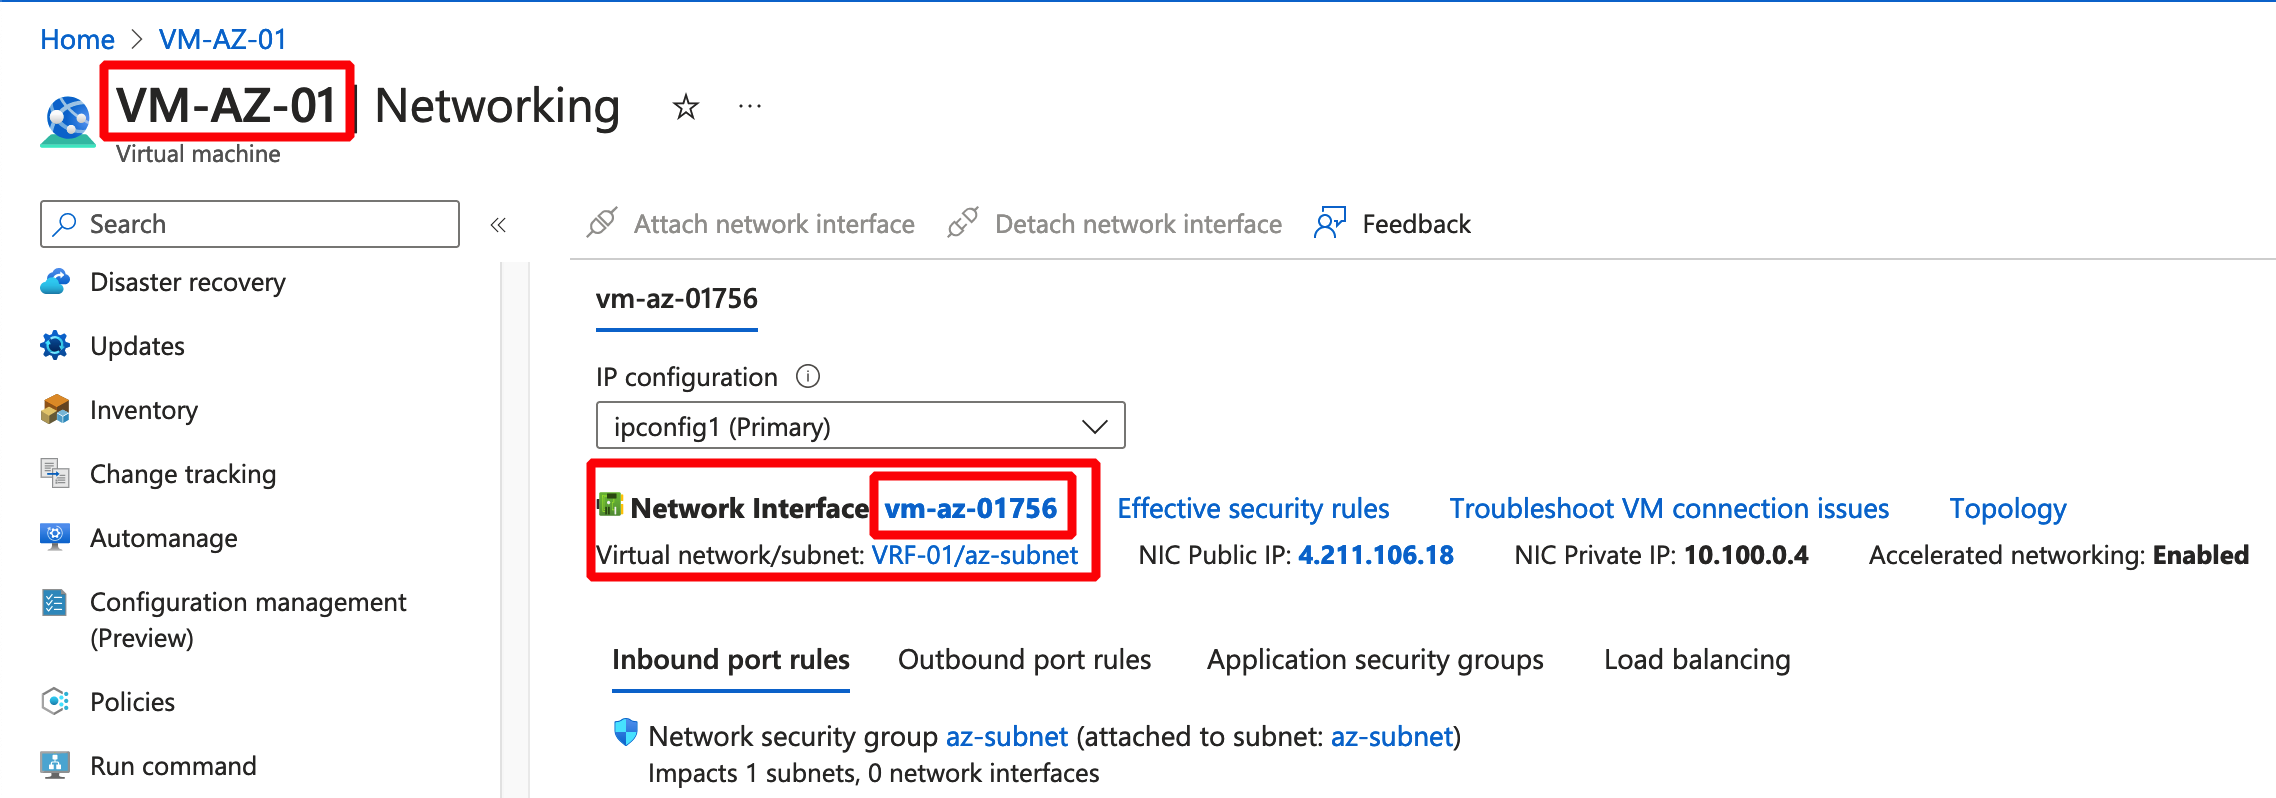 Home > VM-AZ-01
VM-AZ-01 | Networking ...
Virtual machine
Search «
Attach network interface Detach network interface Feedback
Disaster recovery
Updates
Inventory
Change tracking
Automanage
Configuration management
(Preview)
Policies
Run command
vm-az-01756
IP configuration
ipconfig1 (Primary)
Network Interface vm-az-01756 Effective security rules Troubleshoot VM connection issues Topology
Virtual network/subnet: VRF-01/az-subnet NIC Public IP: 4.211.106.18 NIC Private IP: 10.100.0.4 Accelerated networking: Enabled
Inbound port rules Outbound port rules Application security groups Load balancing
Network security group az-subnet (attached to subnet: az-subnet)
Impacts 1 subnets, 0 network interfaces